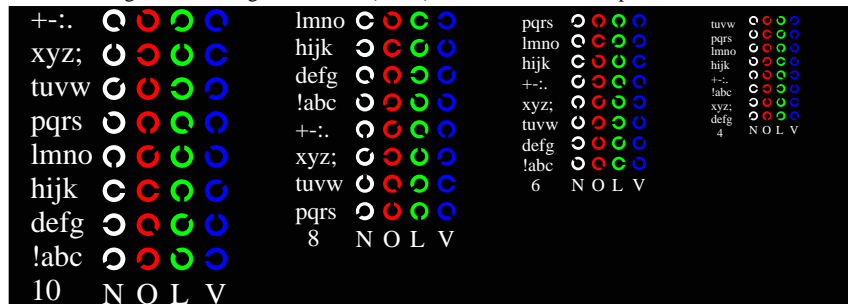 +-:.
xyz;
tuvw
pqrs
lmno
hijk
defg
!abc
10 N O L V
lmno
hijk
defg
!abc
+-:.
xyz;
tuvw
pqrs
8 N O L V
pqrs
lmno
hijk
+-:.
xyz;
tuvw
defg
!abc
6 N O L V
tuvw
pqrs
lmno
hijk
+-:.
!abc
xyz;
defg
4 N O L V